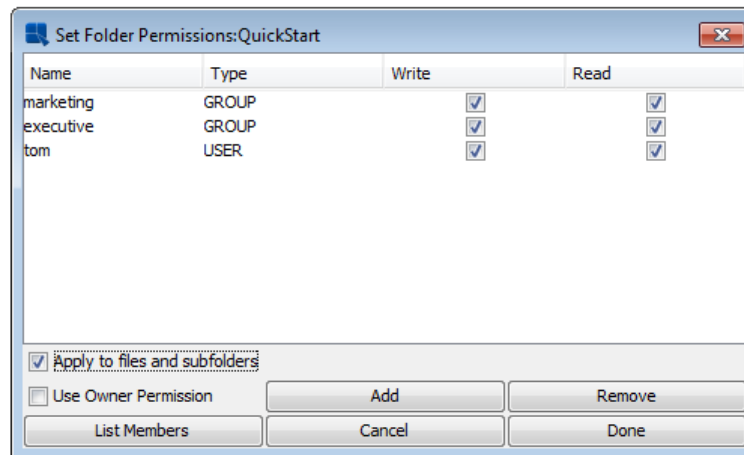 Set Folder Permissions:QuickStart
Name Type Write Read
marketing GROUP
executive GROUP
tom USER
Apply to files and subfolders
Use Owner Permission Add Remove
List Members Cancel Done